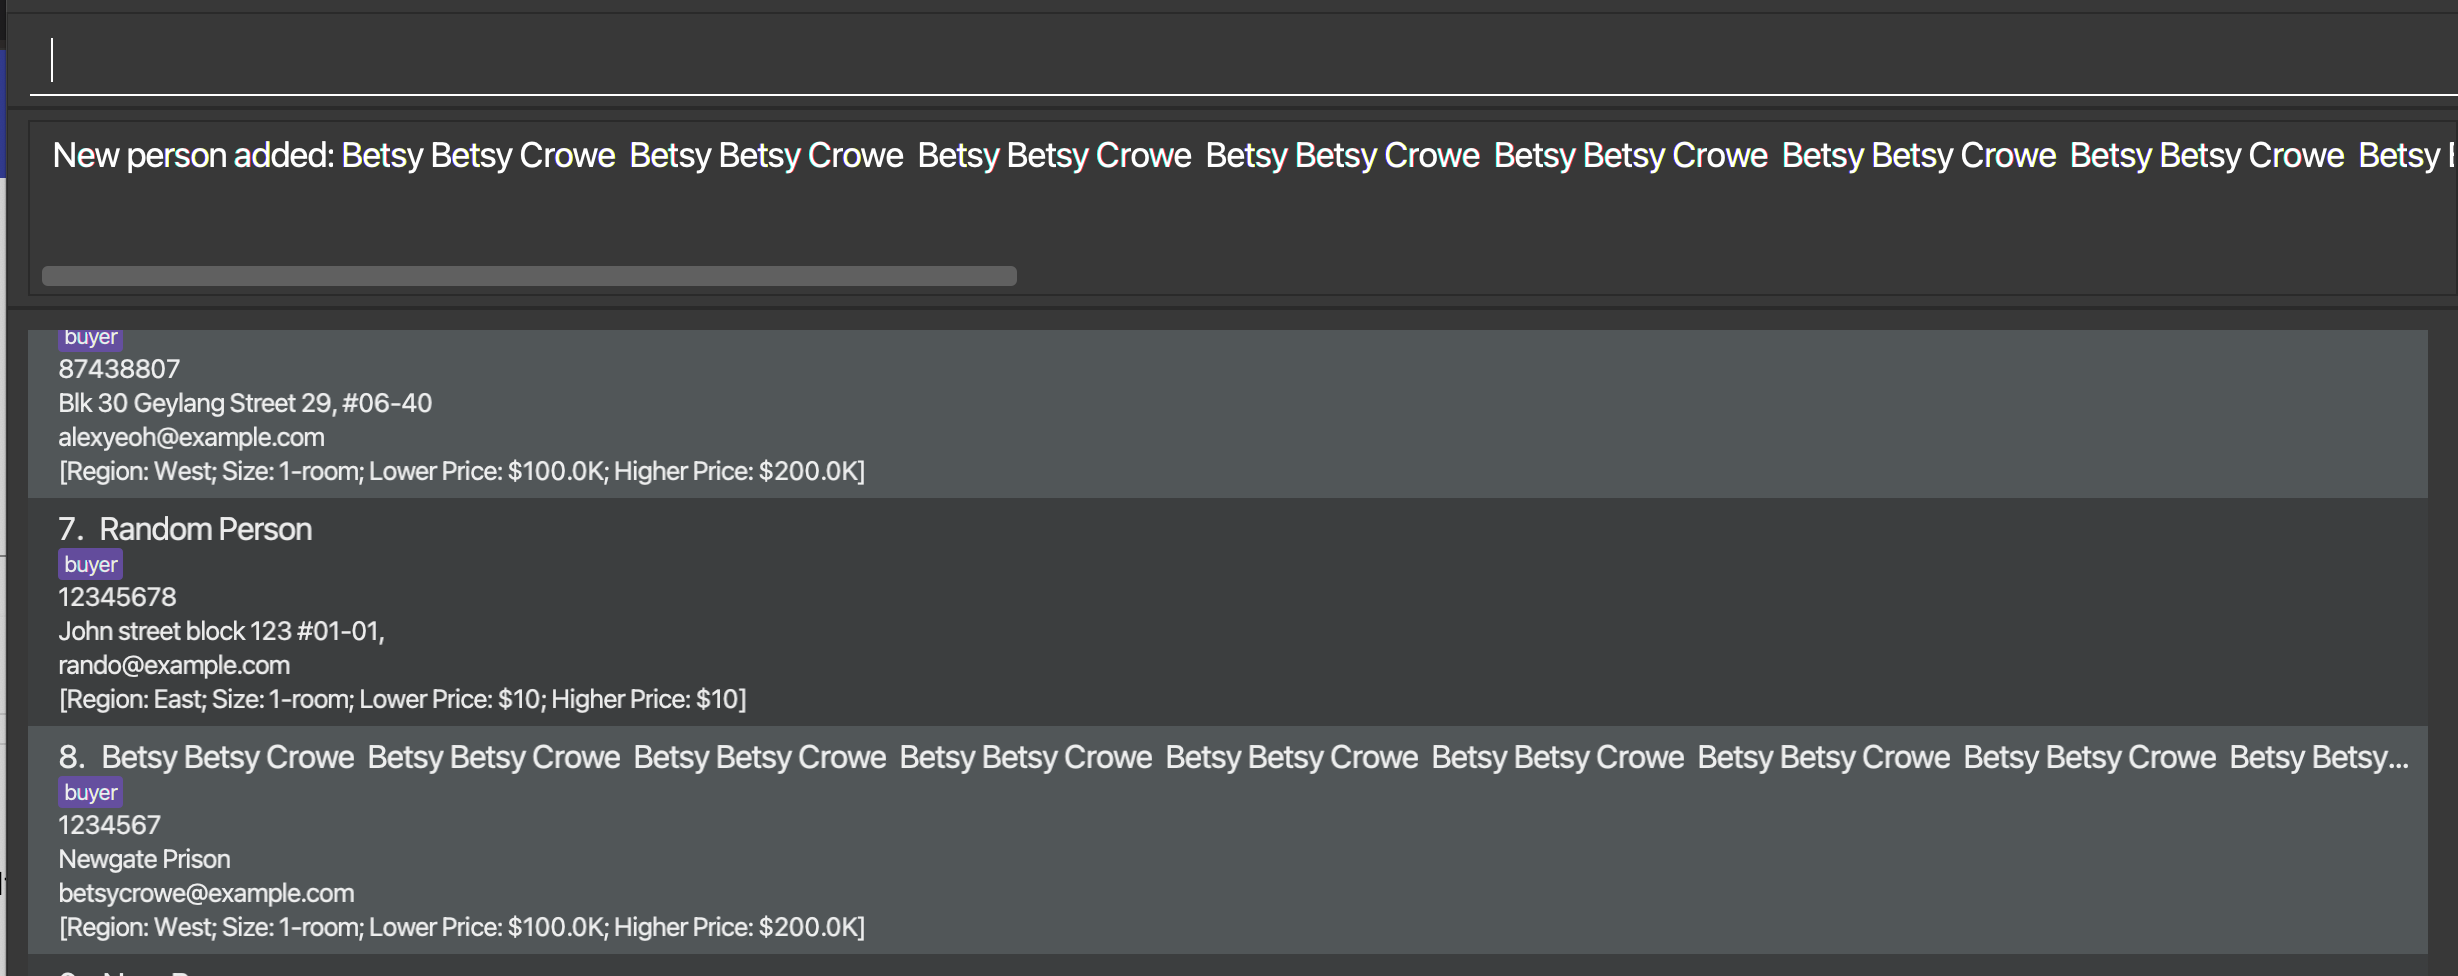 New person added: Betsy Betsy Crowe  Betsy Betsy Crowe  Betsy Betsy Crowe  Betsy Betsy Crowe  Betsy Betsy Crowe  Betsy Betsy Crowe  Betsy Betsy Crowe  Betsy
buyer
87438807
Blk 30 Geylang Street 29, #06-40
alexyeoh@example.com
[Region: West; Size: 1-room; Lower Price: $100.0K; Higher Price: $200.0K]
7.  Random Person
buyer
12345678
John street block 123 #01-01,
rando@example.com
[Region: East; Size: 1-room; Lower Price: $10; Higher Price: $10]
8.  Betsy Betsy Crowe  Betsy Betsy Crowe  Betsy Betsy Crowe  Betsy Betsy Crowe  Betsy Betsy Crowe  Betsy Betsy Crowe  Betsy Betsy Crowe  Betsy Betsy Crowe  Betsy Betsy...
buyer
1234567
Newgate Prison
betsycrowe@example.com
[Region: West; Size: 1-room; Lower Price: $100.0K; Higher Price: $200.0K]